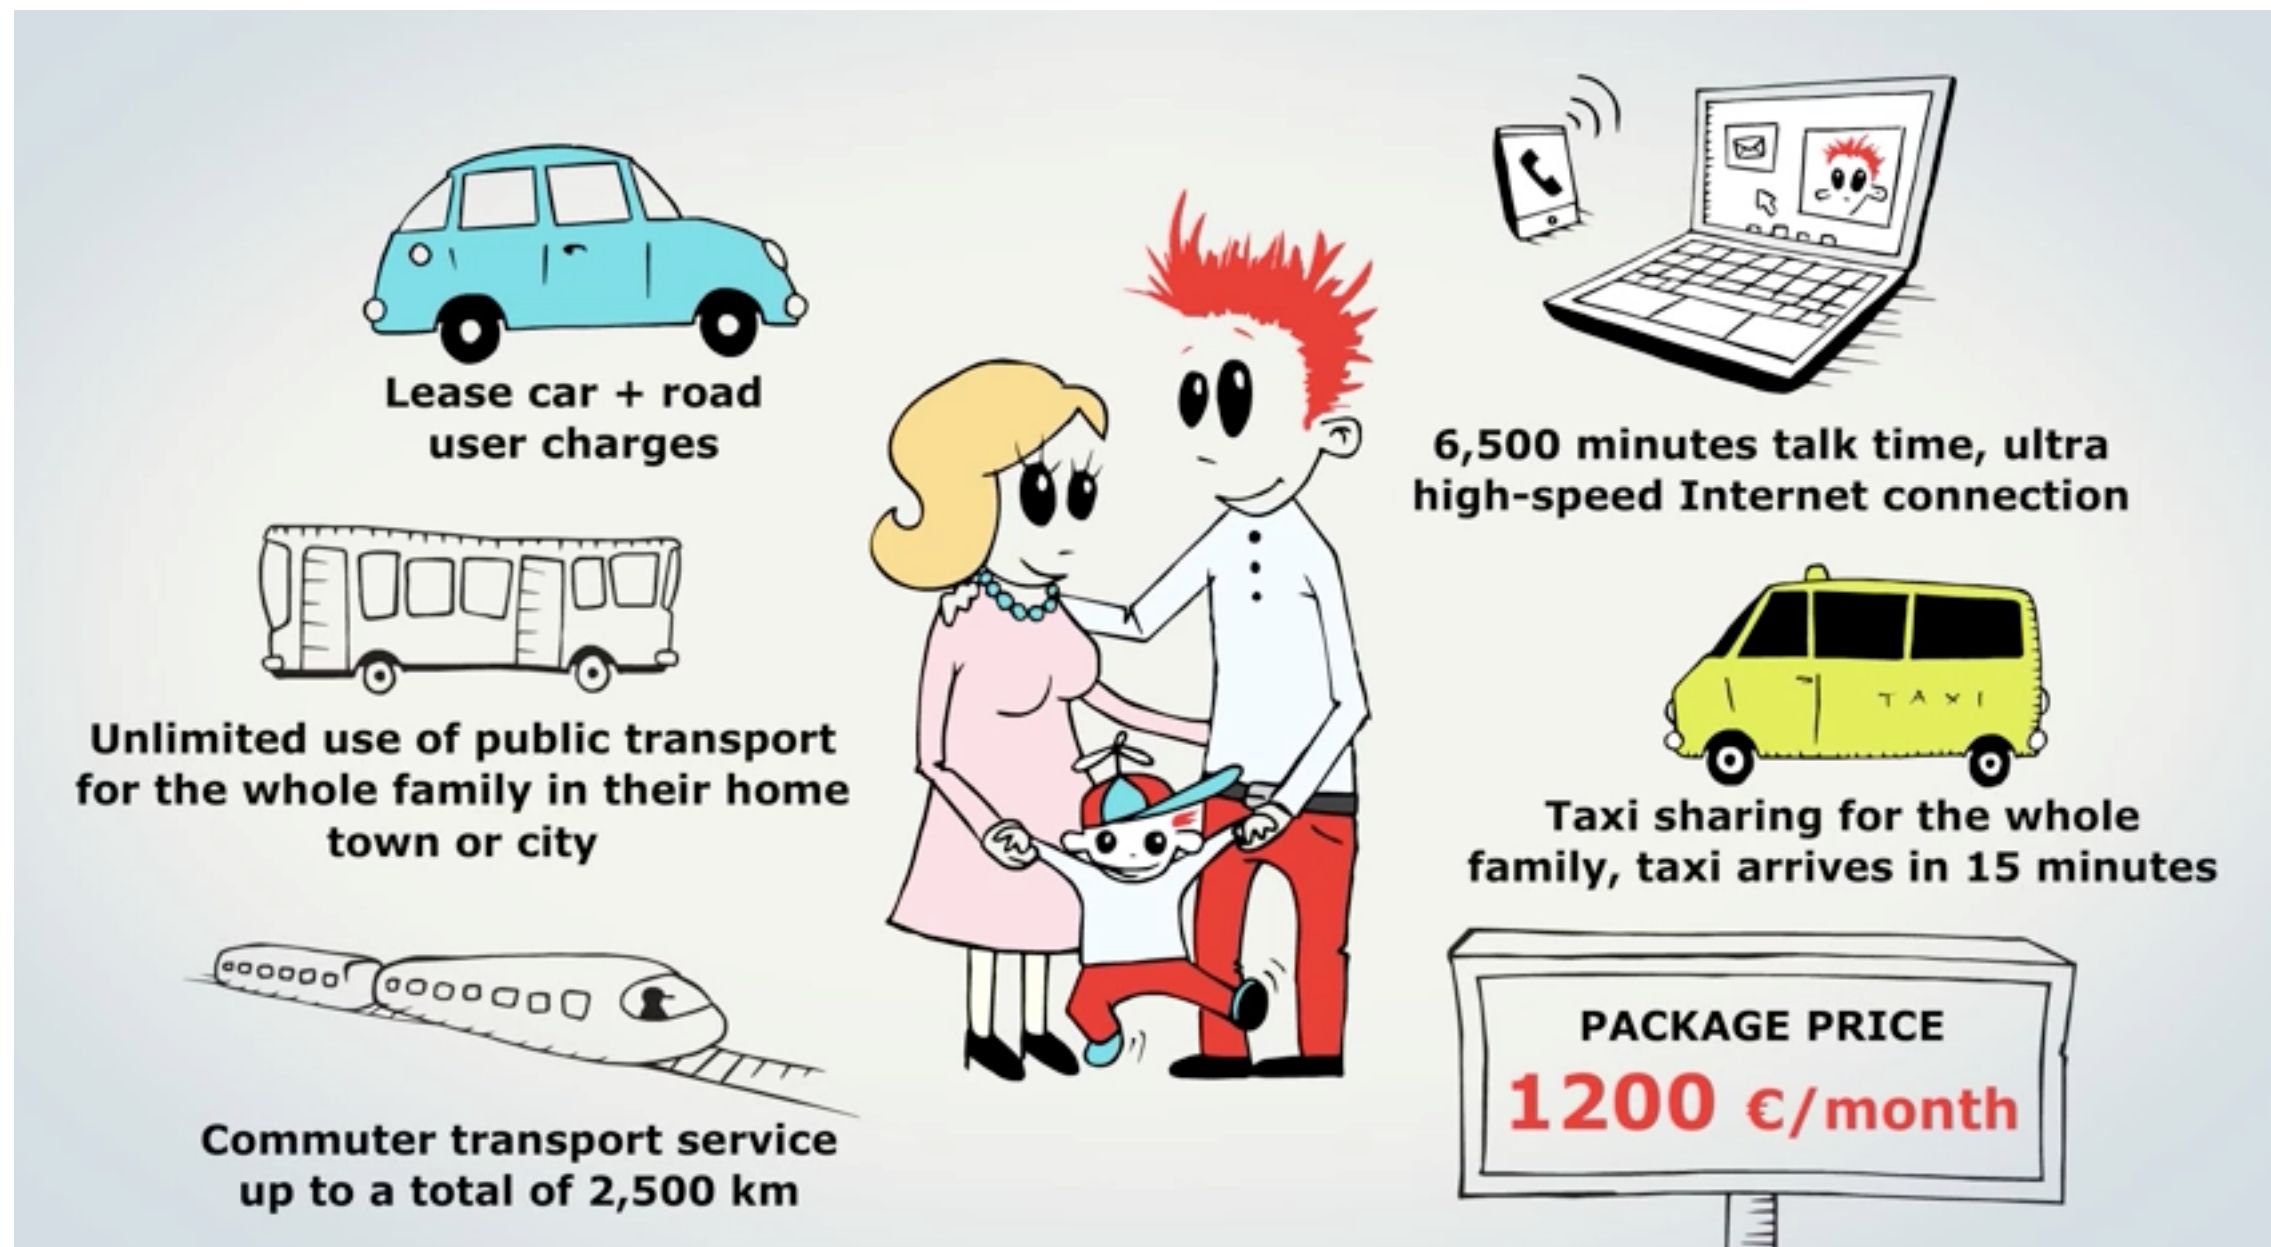 Lease car + road
user charges
Unlimited use of public transport
for the whole family in their home
town or city
Commuter transport service
up to a total of 2,500 km
6,500 minutes talk time, ultra
high-speed Internet connection
TAXI
Taxi sharing for the whole
family, taxi arrives in 15 minutes
PACKAGE PRICE
1200 €/month